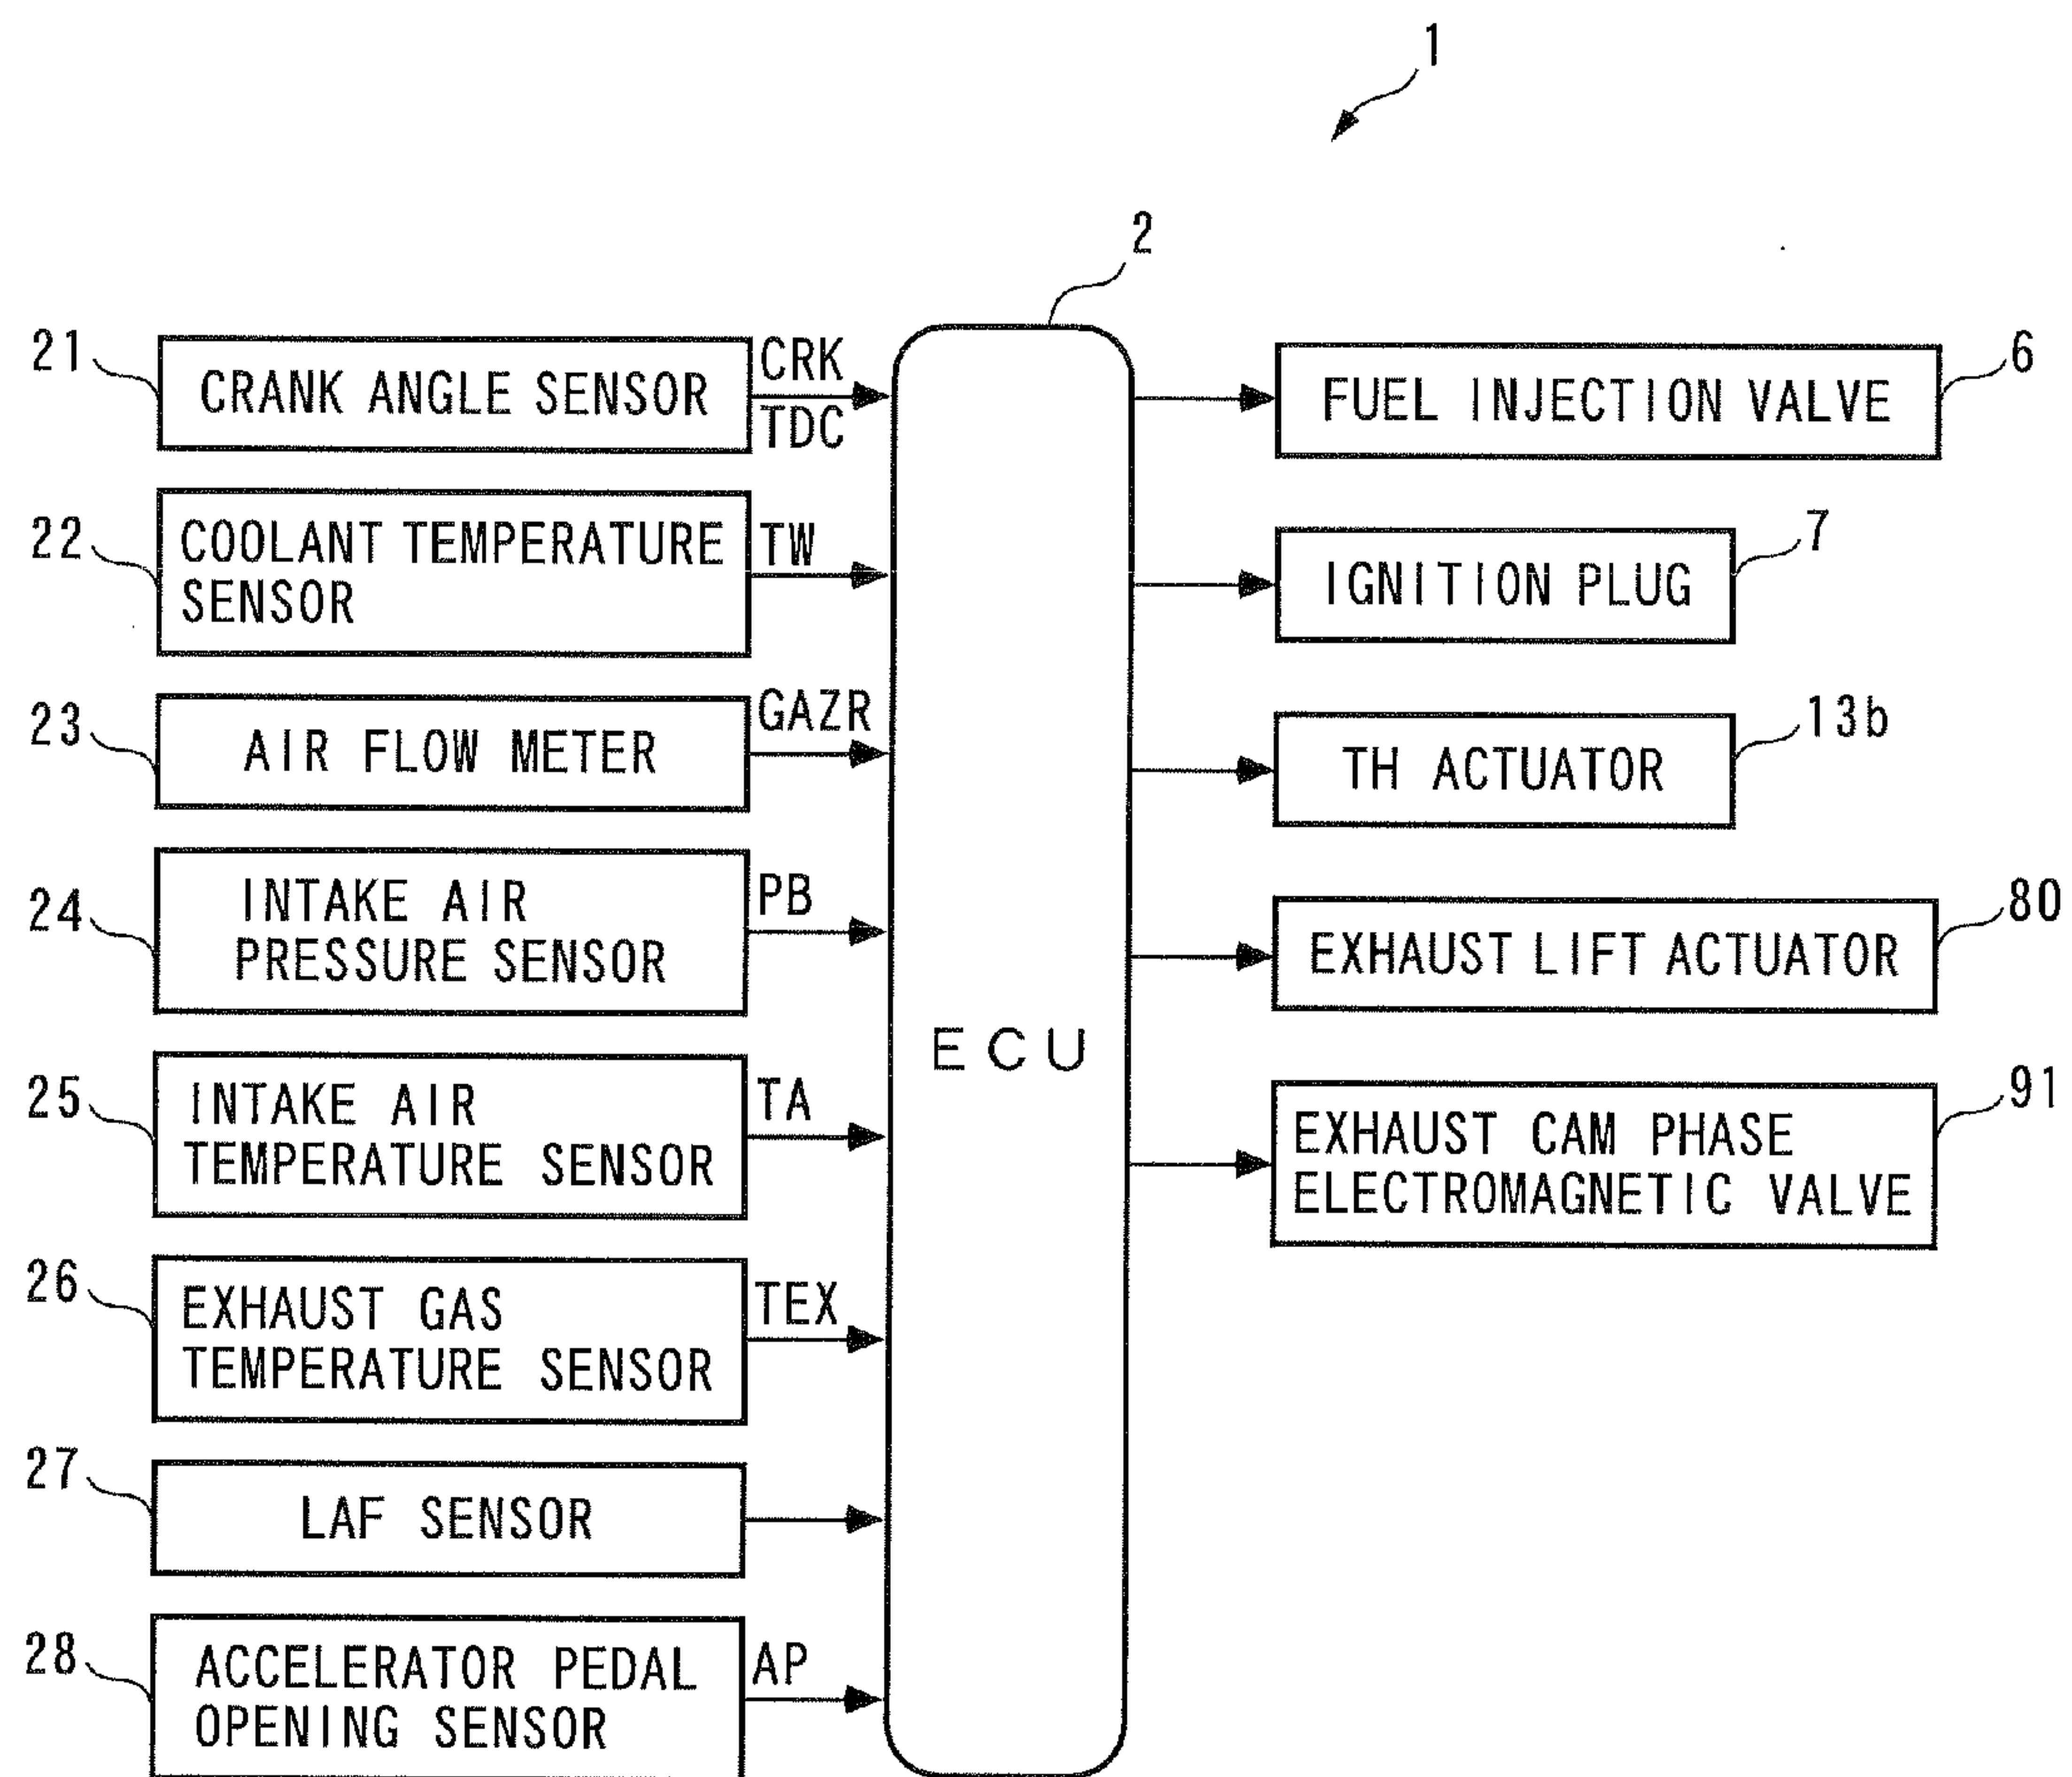 1
2
21
CRANK ANGLE SENSOR
CRK
TDC
22
COOLANT TEMPERATURE
SENSOR
TW
23
AIR FLOW METER
GAZR
24
INTAKE AIR
PRESSURE SENSOR
PB
25
INTAKE AIR
TEMPERATURE SENSOR
TA
26
EXHAUST GAS
TEMPERATURE SENSOR
TEX
27
LAF SENSOR
28
ACCELERATOR PEDAL
OPENING SENSOR
AP
ECU
FUEL INJECTION VALVE
6
IGNITION PLUG
7
TH ACTUATOR
13b
EXHAUST LIFT ACTUATOR
80
EXHAUST CAM PHASE
ELECTROMAGNETIC VALVE
91